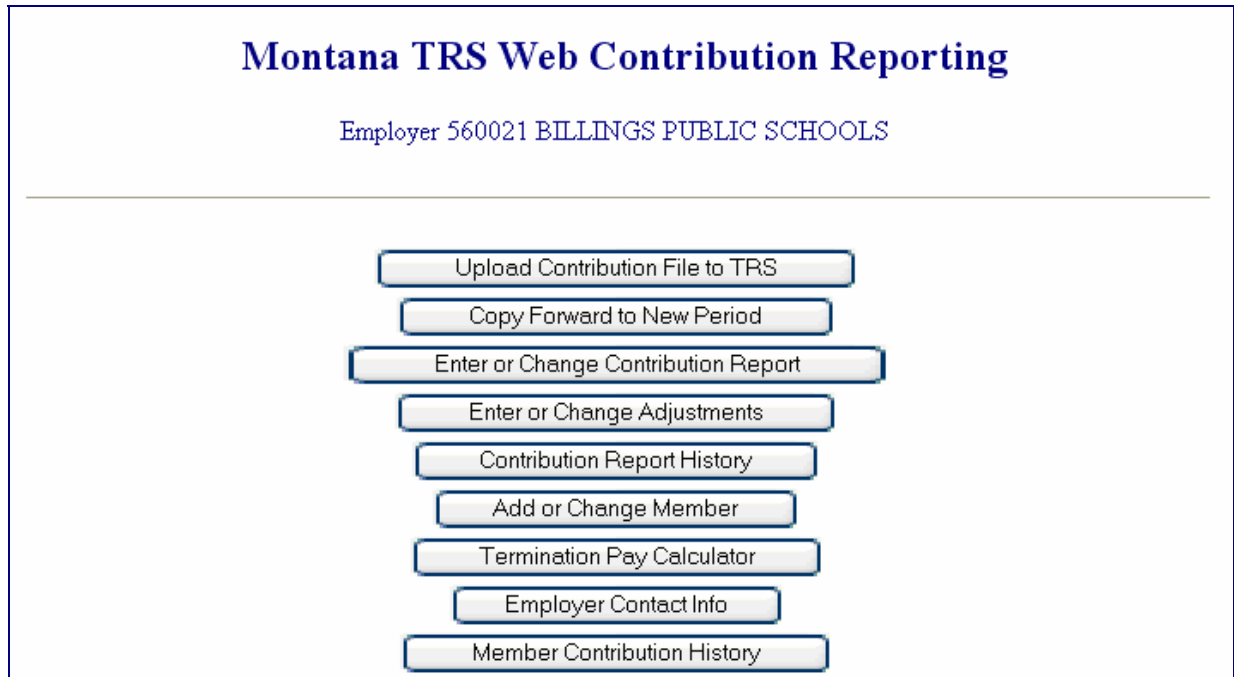 Montana TRS Web Contribution Reporting
Employer 560021 BILLINGS PUBLIC SCHOOLS
Upload Contribution File to TRS
Copy Forward to New Period
Enter or Change Contribution Report
Enter or Change Adjustments
Contribution Report History
Add or Change Member
Termination Pay Calculator
Employer Contact Info
Member Contribution History